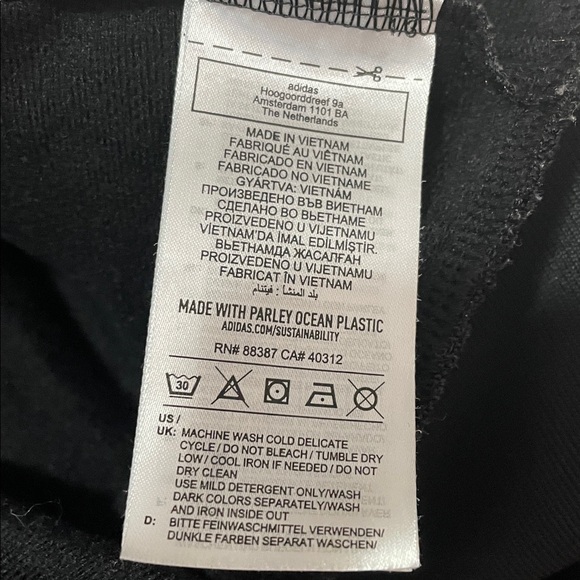 1/3
adidas
Hoogoorddreef 9a
Amsterdam 1101 BA
The Netherlands
MADE IN VIETNAM
FABRIQUÉ AU VIÊTNAM
FABRICADO EN VIETNAM
FABRICADO NO VIETNAME
GYÁRTVA: VIETNÁM
ПРОИЗВЕДЕНО ВЪВ ВИЕТНАМ
СДЕЛАНО ВО ВЬЕТНАМЕ
PROIZVEDENO U VIJETNAMU
VİETNAM'DA İMAL EDİLMİŞTİR.
ВЬЕТНАМДА ЖАСАЛҒАН
PROIZVEDENO U VIJETNAMU
FABRICAT ÎN VIETNAM
بلد المنشأ : فيتنام
MADE WITH PARLEY OCEAN PLASTIC
ADIDAS.COM/SUSTAINABILITY
RN# 88387 CA# 40312
30
US /
UK: MACHINE WASH COLD DELICATE
CYCLE / DO NOT BLEACH / TUMBLE DRY
LOW / COOL IRON IF NEEDED / DO NOT
DRY CLEAN
USE MILD DETERGENT ONLY/WASH
DARK COLORS SEPARATELY/WASH
AND IRON INSIDE OUT
D: BITTE FEINWASCHMITTEL VERWENDEN/
DUNKLE FARBEN SEPARAT WASCHEN/